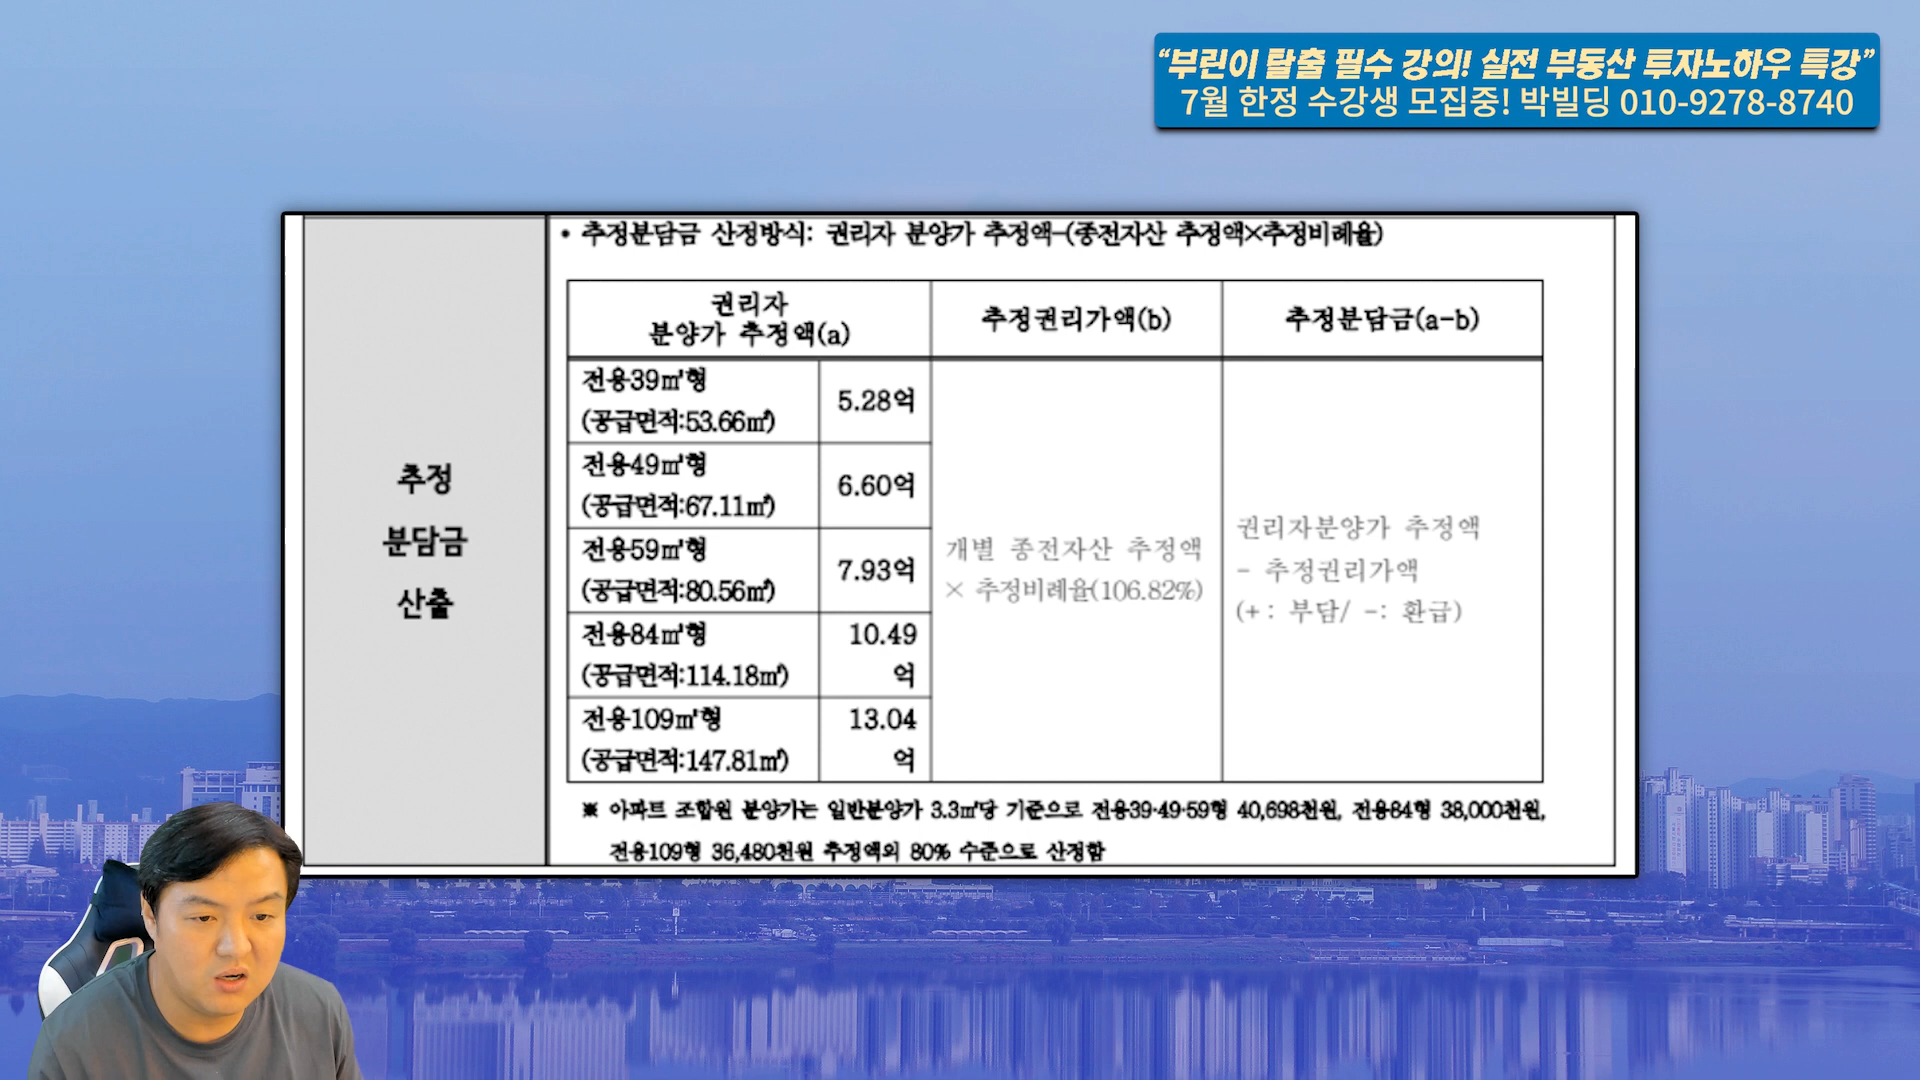 “부린이 탈출 필수 강의! 실전 부동산 투자노하우 특강”
7월 한정 수강생 모집중! 박빌딩 010-9278-8740
• 추정분담금 산정방식: 권리자 분양가 추정액-(종전자산 추정액×추정비례율)
추정
분담금
산출
권리자
분양가 추정액(a)
추정권리가액(b)
추정분담금(a-b)
전용39㎡형
(공급면적:53.66㎡)
5.28억
전용49㎡형
(공급면적:67.11㎡)
6.60억
전용59㎡형
(공급면적:80.56㎡)
7.93억
전용84㎡형
(공급면적:114.18㎡)
10.49
억
전용109㎡형
(공급면적:147.81㎡)
13.04
억
개별 종전자산 추정액
× 추정비례율(106.82%)
권리자분양가 추정액
- 추정권리가액
(+: 부담/ -: 환급)
※ 아파트 조합원 분양가는 일반분양가 3.3㎡당 기준으로 전용39·49·59형 40,698천원, 전용84형 38,000천원,
전용109형 36,480천원 추정액의 80% 수준으로 산정함